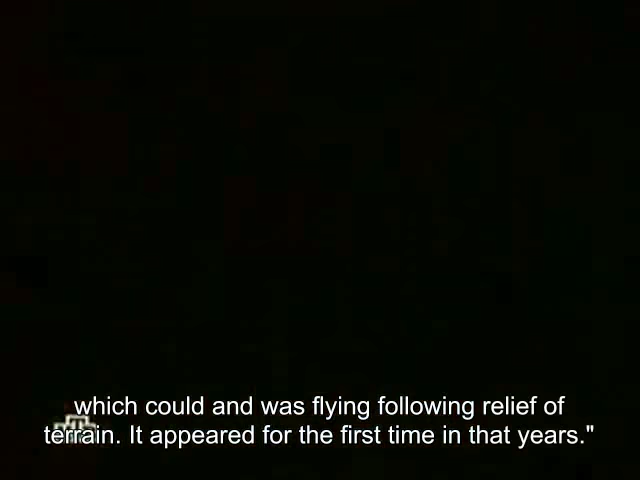 which could and was flying following relief of
terrain. It appeared for the first time in that years."